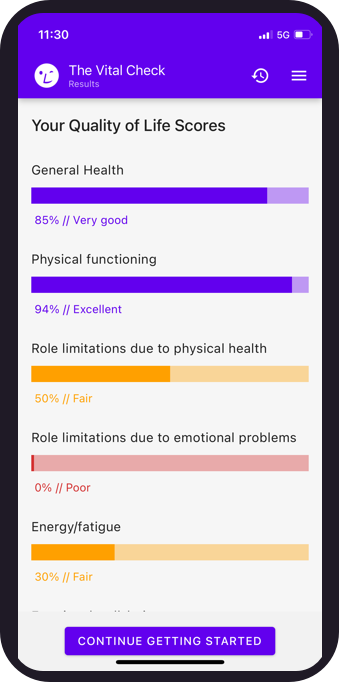 11:30
5G
The Vital Check
Results
Your Quality of Life Scores
General Health
85% // Very good
Physical functioning
94% // Excellent
Role limitations due to physical health
50% // Fair
Role limitations due to emotional problems
0% // Poor
Energy/fatigue
30% // Fair
CONTINUE GETTING STARTED